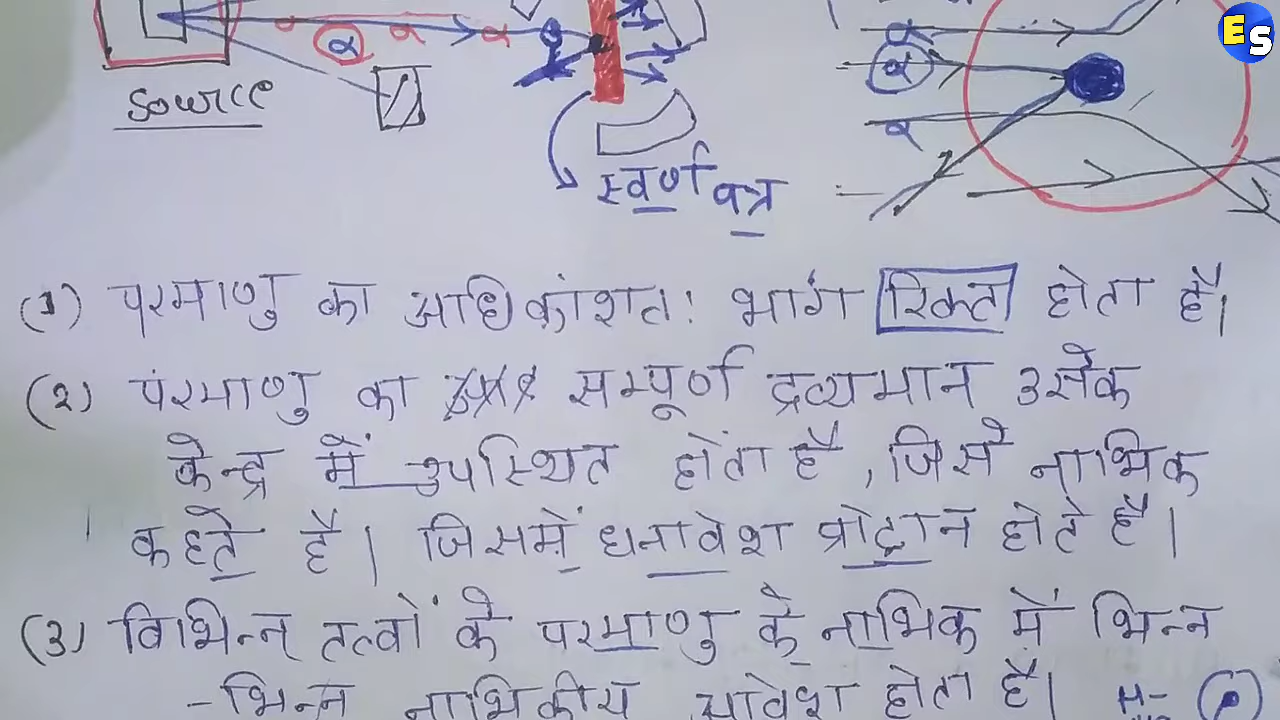 ES
α α α
α
α
α
source
स्वर्ण पत्र
(1) परमाणु का अधिकांशतः भाग रिक्त होता है।
(2) परमाणु का सम्पूर्ण द्रव्यमान उसके
केन्द्र में उपस्थित होता है, जिसे नाभिक
कहते है। जिसमें धनावेश प्रोटान होते है।
(3) विभिन्न तत्वों के परमाणु के नाभिक में भिन्न
-भिन्न नाभिकीय आवेश होता है। H-